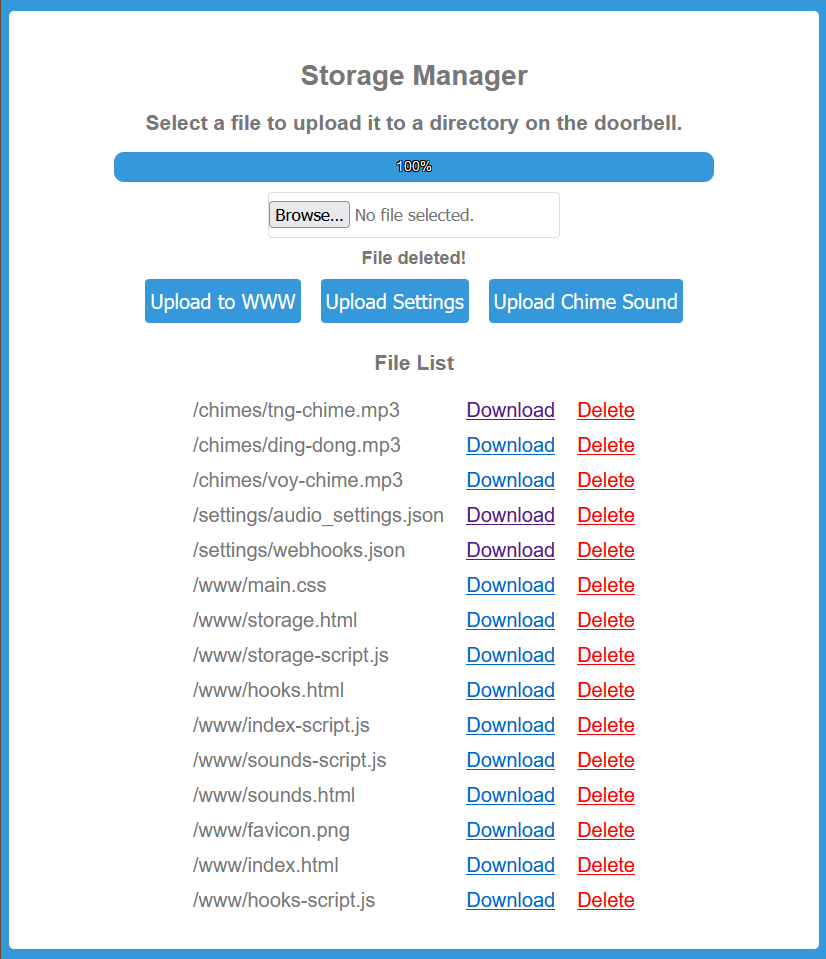 Storage Manager
Select a file to upload it to a directory on the doorbell.
100%
Browse... No file selected.
File deleted!
Upload to WWW Upload Settings Upload Chime Sound
File List
/chimes/tng-chime.mp3 Download Delete
/chimes/ding-dong.mp3 Download Delete
/chimes/voy-chime.mp3 Download Delete
/settings/audio_settings.json Download Delete
/settings/webhooks.json Download Delete
/www/main.css Download Delete
/www/storage.html Download Delete
/www/storage-script.js Download Delete
/www/hooks.html Download Delete
/www/index-script.js Download Delete
/www/sounds-script.js Download Delete
/www/sounds.html Download Delete
/www/favicon.png Download Delete
/www/index.html Download Delete
/www/hooks-script.js Download Delete